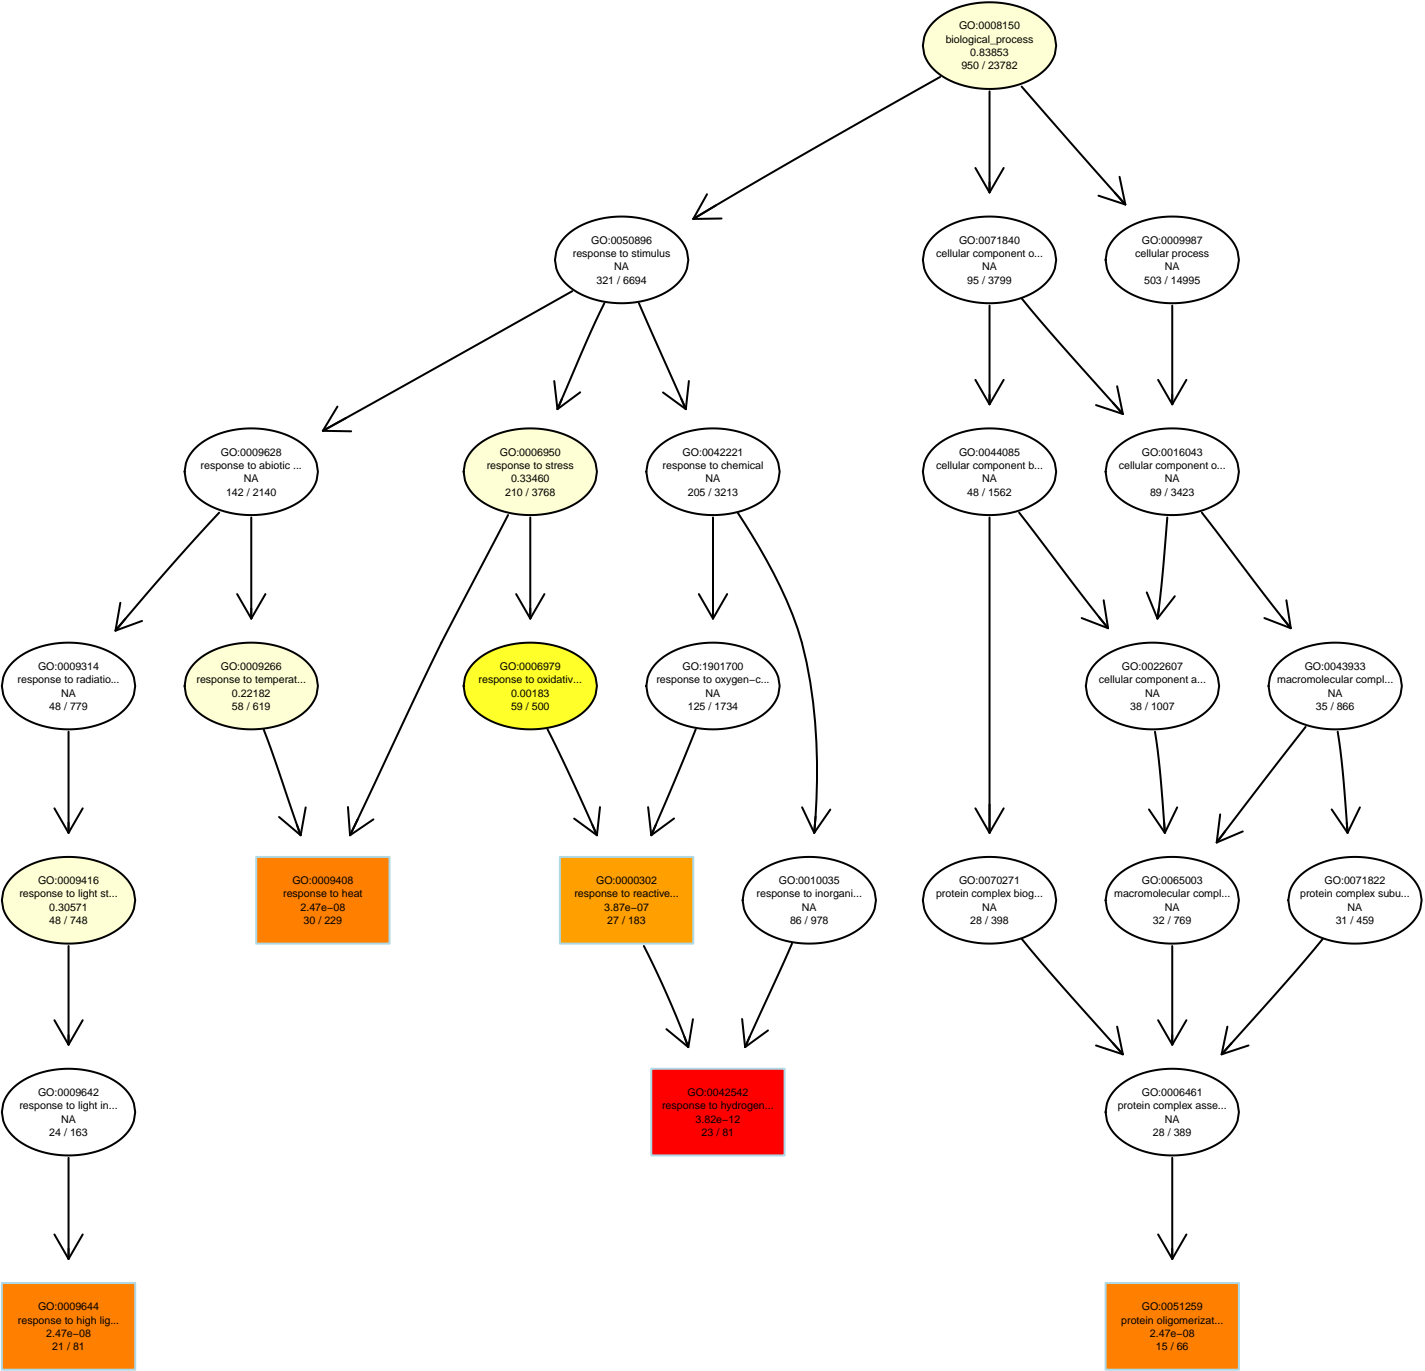 GO:0008150
biological_process
0.83853
950 / 23782
GO:0050896
response to stimulus
NA
321 / 6694
GO:0071840
cellular component o...
NA
95 / 3799
GO:0009987
cellular process
NA
503 / 14995
GO:0009628
response to abiotic ...
NA
142 / 2140
GO:0006950
response to stress
0.33460
210 / 3768
GO:0042221
response to chemical
NA
205 / 3213
GO:0044085
cellular component b...
NA
48 / 1562
GO:0016043
cellular component o...
NA
89 / 3423
GO:0009314
response to radiatio...
NA
48 / 779
GO:0009266
response to temperat...
0.22182
58 / 619
GO:0006979
response to oxidativ...
0.00183
59 / 500
GO:1901700
response to oxygen−c...
NA
125 / 1734
GO:0022607
cellular component a...
NA
38 / 1007
GO:0043933
macromolecular compl...
NA
35 / 866
GO:0009416
response to light st...
0.30571
48 / 748
GO:0009408
response to heat
2.47e−08
30 / 229
GO:0000302
response to reactive...
3.87e−07
27 / 183
GO:0010035
response to inorgani...
NA
86 / 978
GO:0070271
protein complex biog...
NA
28 / 398
GO:0065003
macromolecular compl...
NA
32 / 769
GO:0071822
protein complex subu...
NA
31 / 459
GO:0009642
response to light in...
NA
24 / 163
GO:0042542
response to hydrogen...
3.82e−12
23 / 81
GO:0006461
protein complex asse...
NA
28 / 389
GO:0009644
response to high lig...
2.47e−08
21 / 81
GO:0051259
protein oligomerizat...
2.47e−08
15 / 66